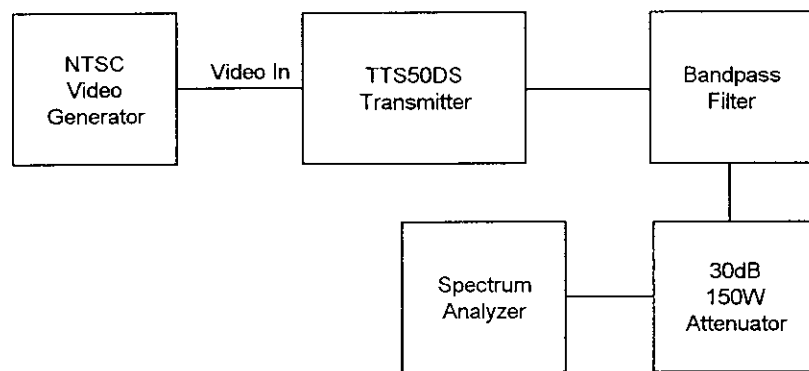 NTSC
Video
Generator
Video In
TTS50DS
Transmitter
Bandpass
Filter
Spectrum
Analyzer
30dB
150W
Attenuator